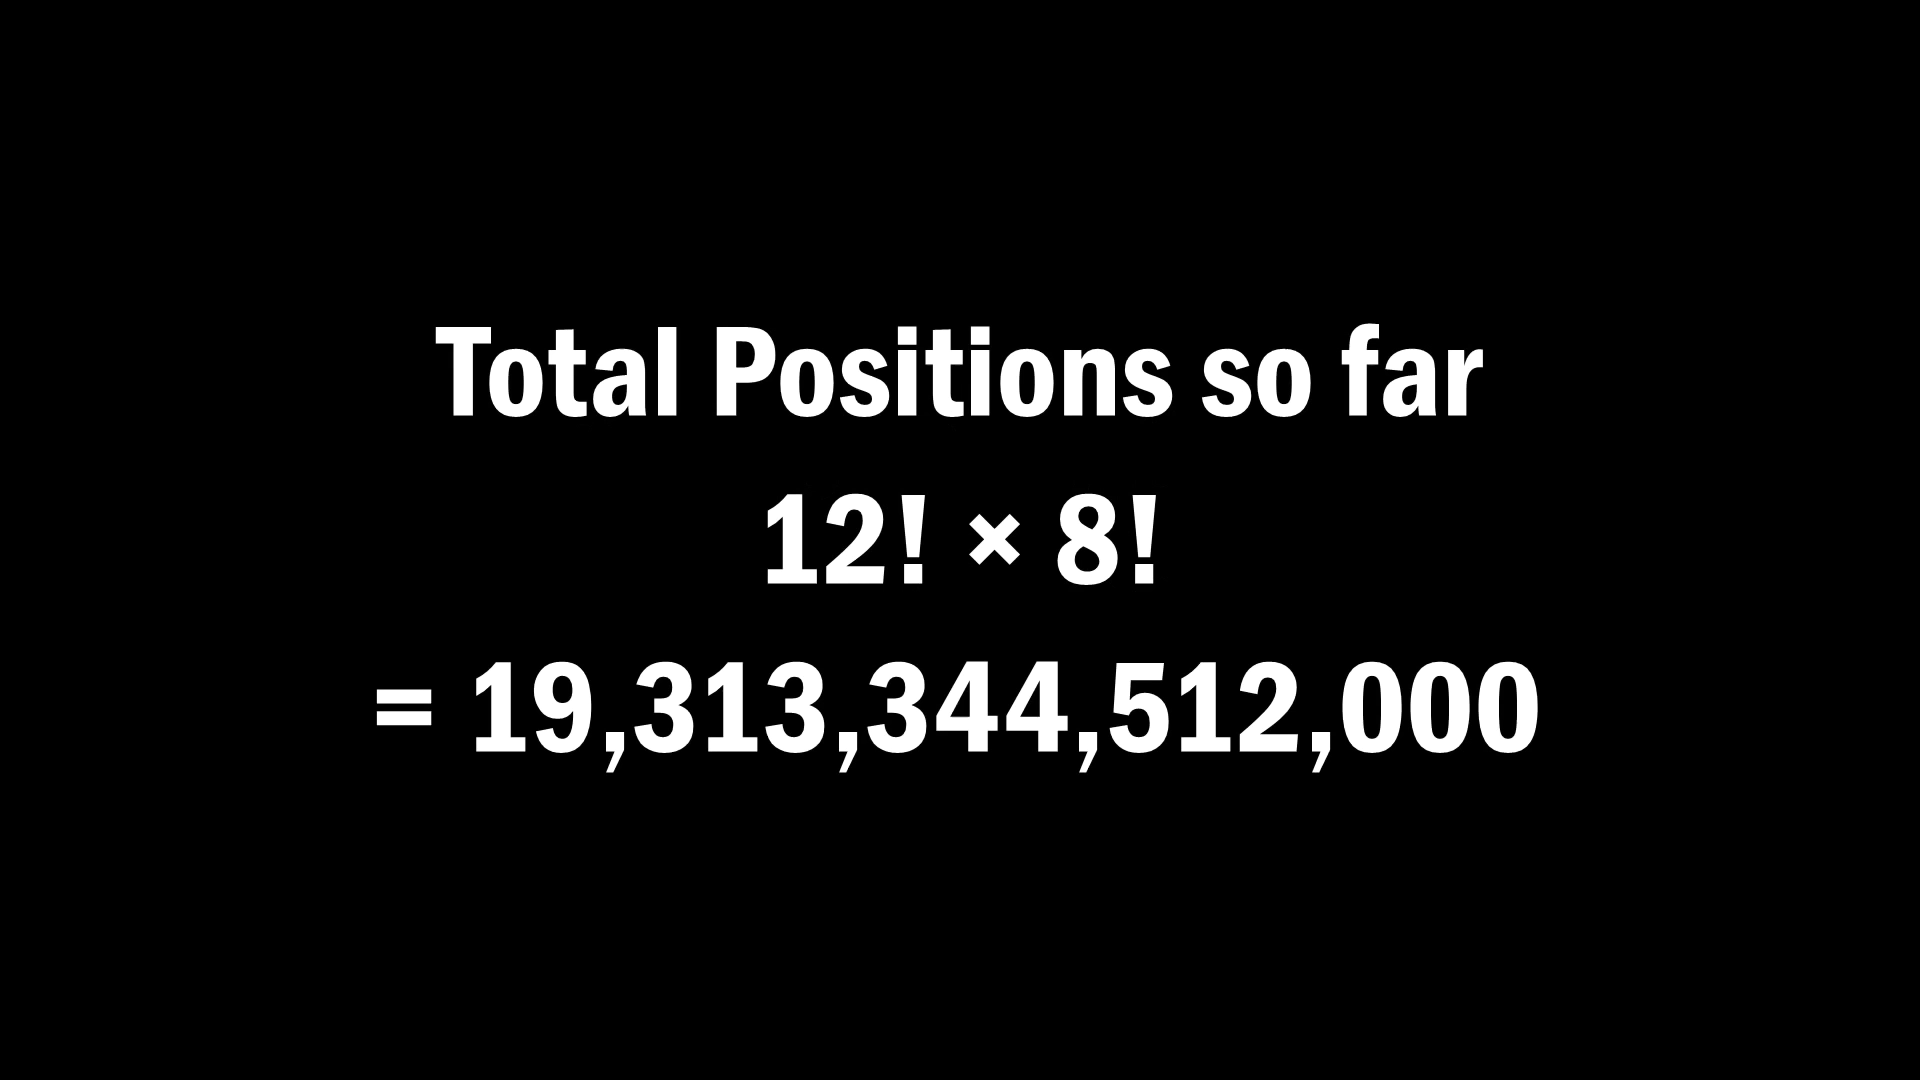 Total Positions so far
12! × 8!
= 19,313,344,512,000